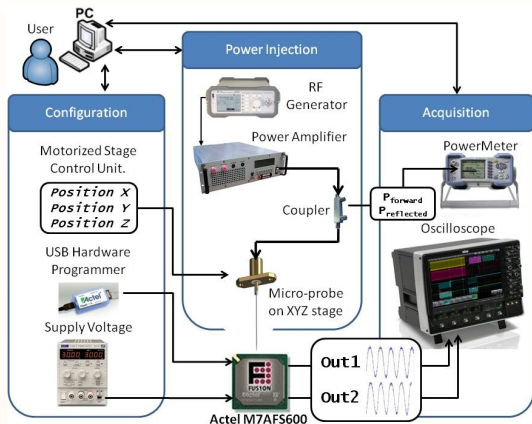 PC
User
Configuration
Motorized Stage
Control Unit.
Position X
Position Y
Position Z
USB Hardware
Programmer
Actel
Supply Voltage
Power Injection
RF
Generator
Power Amplifier
Coupler
Micro-probe
on XYZ stage
Acquisition
PowerMeter
Pforward
Preflected
Oscilloscope
FUSION
Actel M7AFS600
Out1
Out2